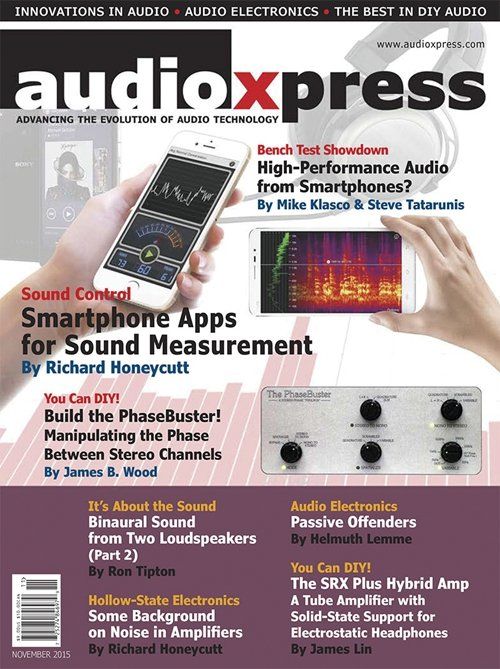 INNOVATIONS IN AUDIO • AUDIO ELECTRONICS • THE BEST IN DIY AUDIO
www.audioxpress.com
audioxpress
ADVANCING THE EVOLUTION OF AUDIO TECHNOLOGY
Bench Test Showdown
High-Performance Audio
from Smartphones?
By Mike Klasco & Steve Tatarunis
SONY
Sound Control
Smartphone Apps
for Sound Measurement
By Richard Honeycutt
You Can DIY!
Build the PhaseBuster!
Manipulating the Phase
Between Stereo Channels
By James B. Wood
The PhaseBuster
It's About the Sound
Binaural Sound
from Two Loudspeakers
(Part 2)
By Ron Tipton
Hollow-State Electronics
Some Background
on Noise in Amplifiers
By Richard Honeycutt
Audio Electronics
Passive Offenders
By Helmuth Lemme
You Can DIY!
The SRX Plus Hybrid Amp
A Tube Amplifier with
Solid-State Support for
Electrostatic Headphones
By James Lin
NOVEMBER 2015